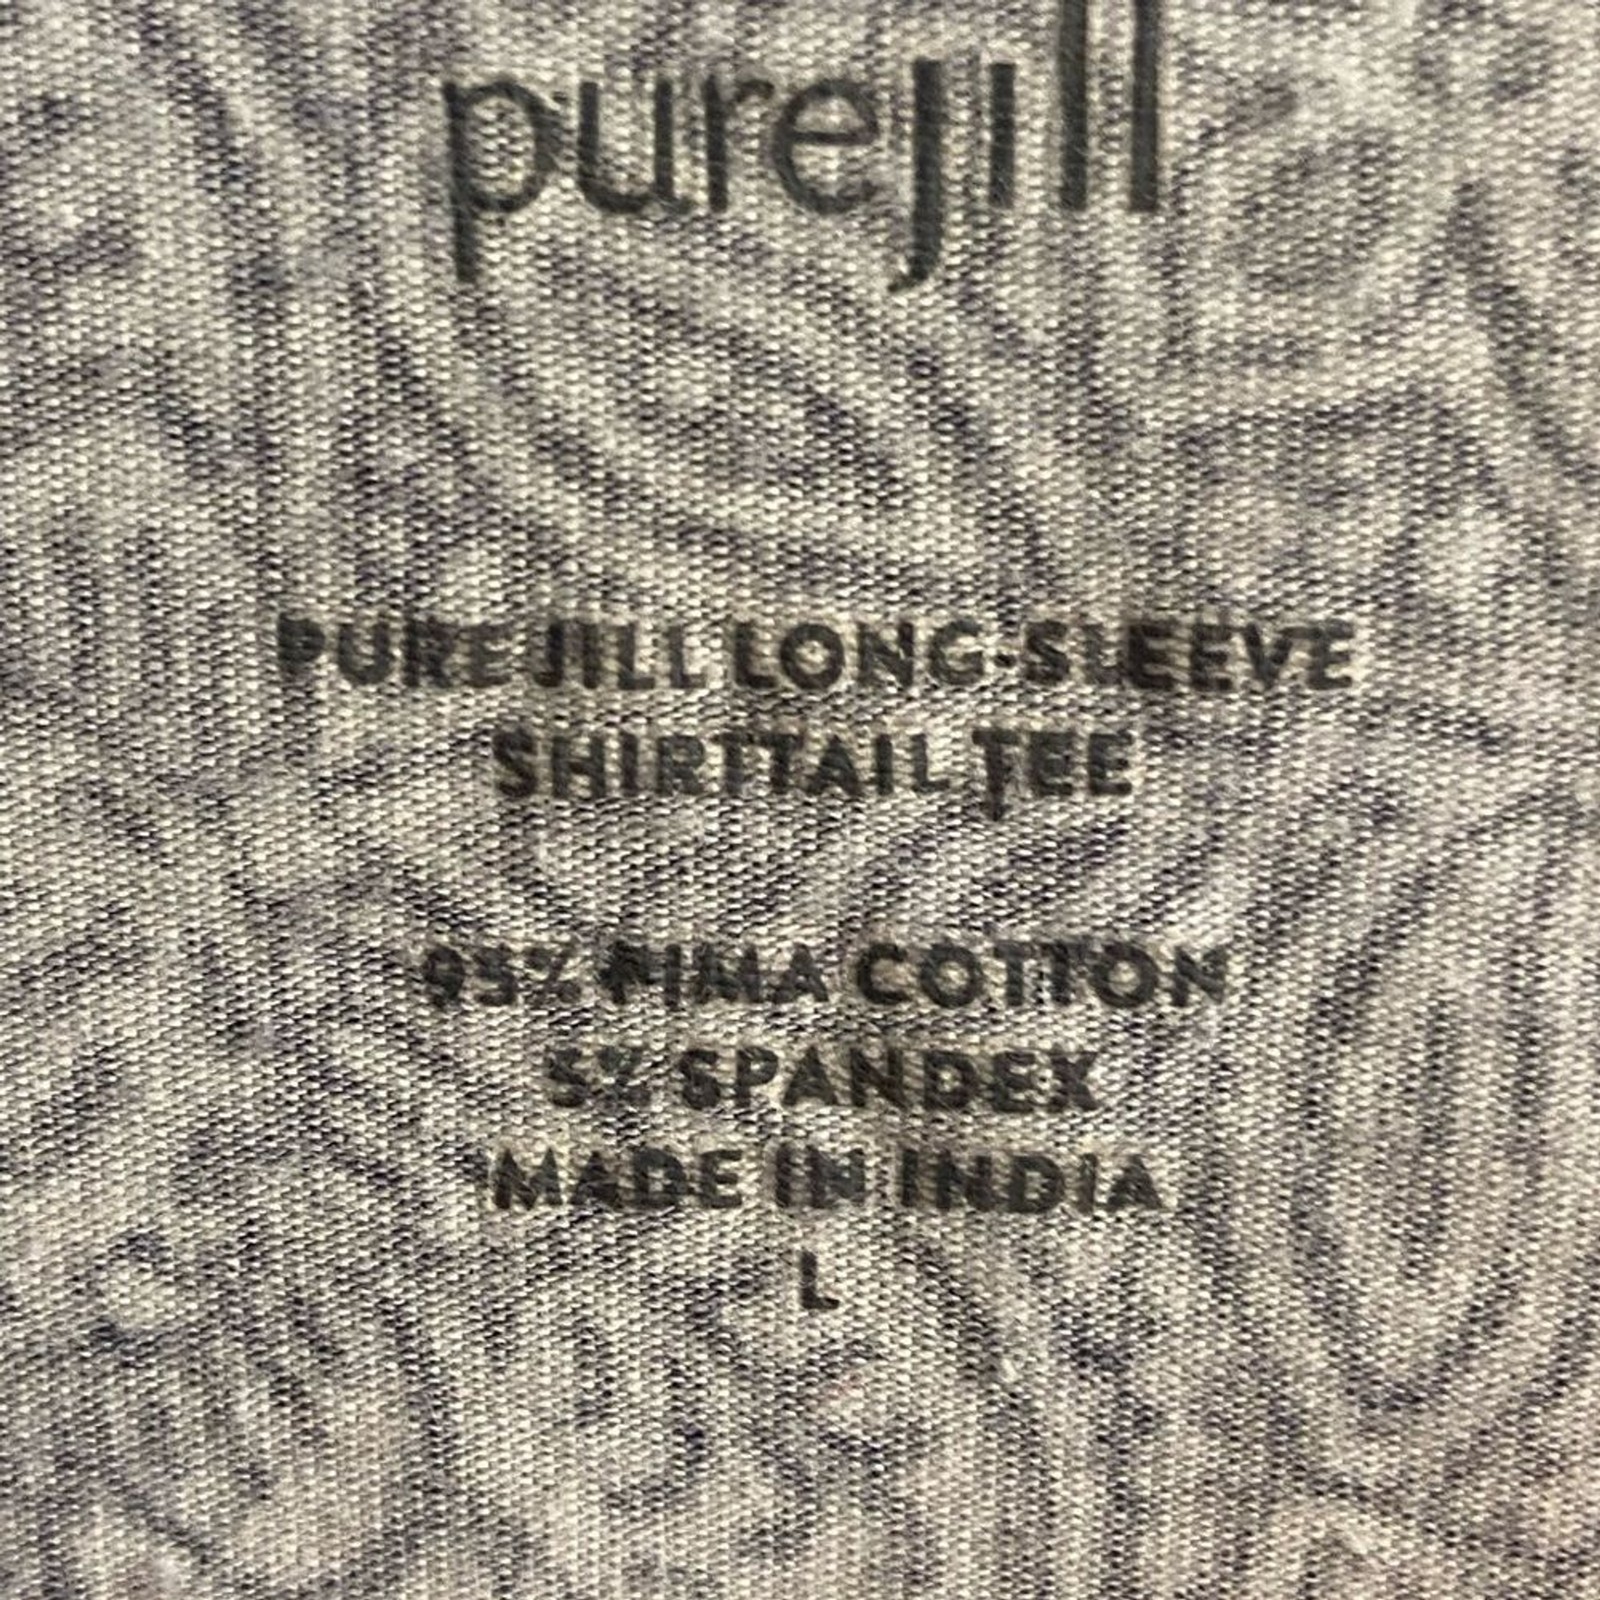 purejill
PURE JILL LONG-SLEEVE
SHIRTTAIL TEE
95% PIMA COTTON
5% SPANDEX
MADE IN INDIA
L